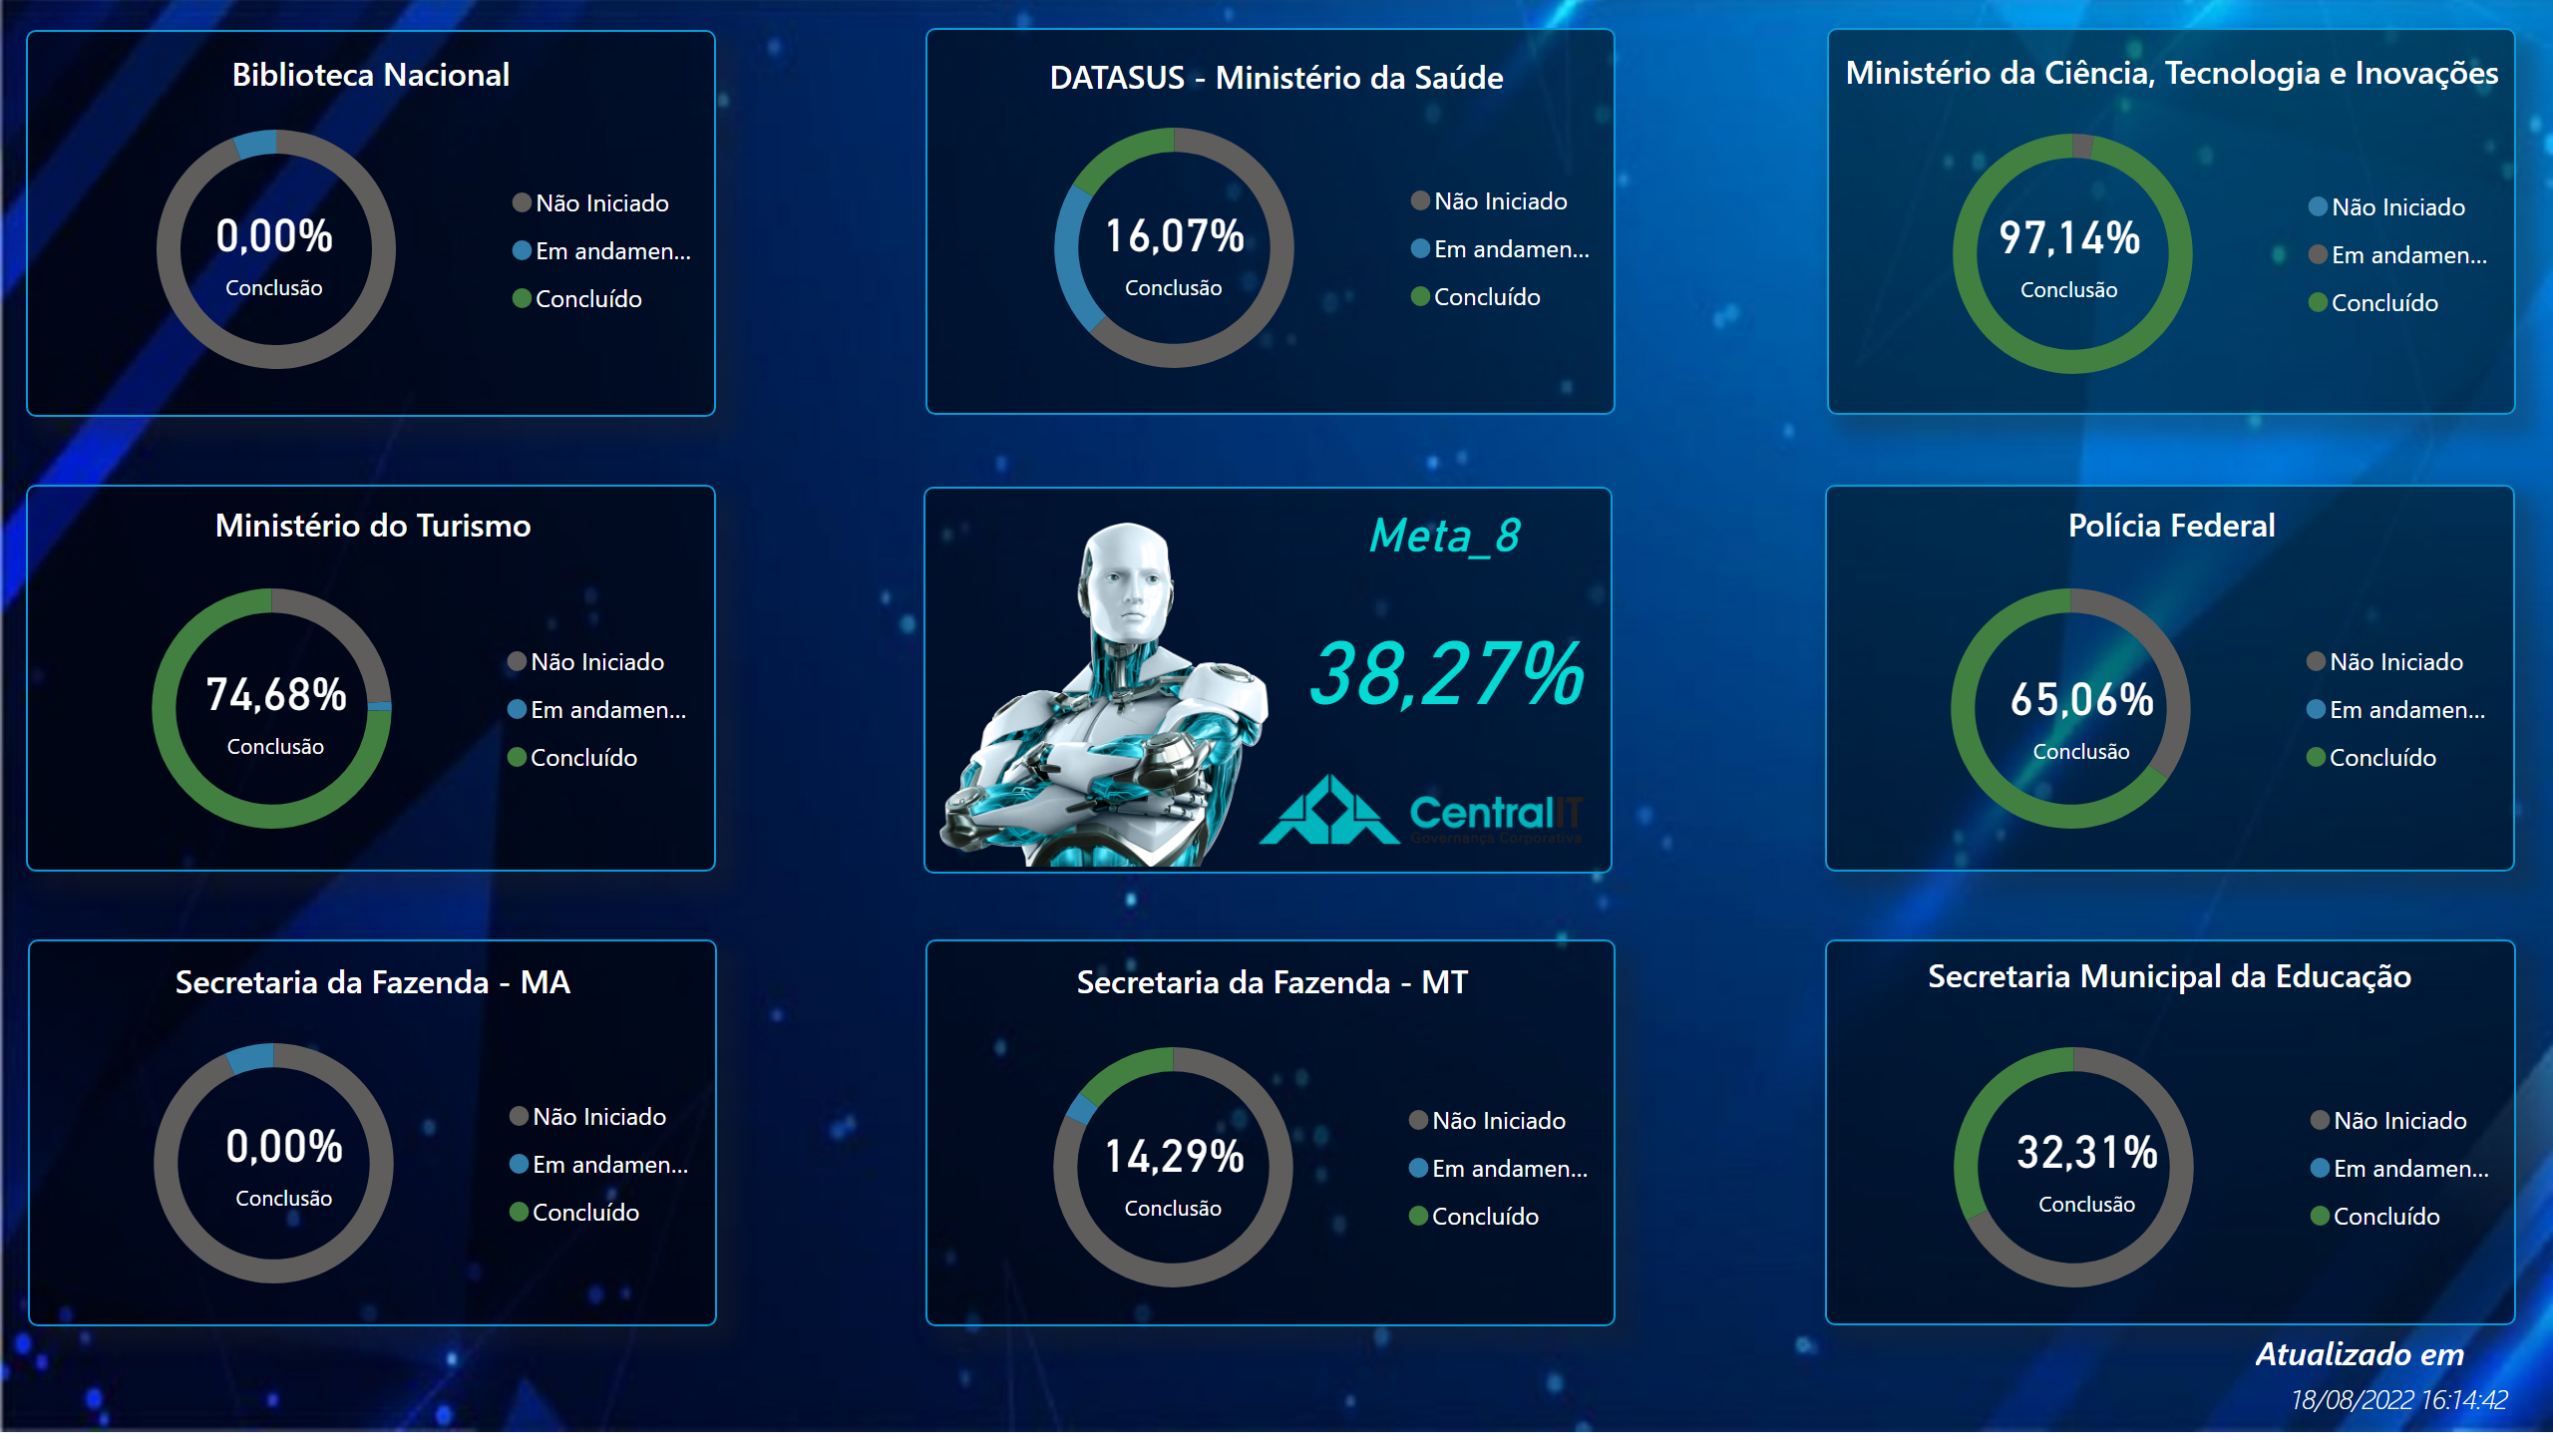 Biblioteca Nacional
0,00%
Conclusão
Não Iniciado
Em andamen...
Concluído
DATASUS - Ministério da Saúde
16,07%
Conclusão
Não Iniciado
Em andamen...
Concluído
Ministério da Ciência, Tecnologia e Inovações
97,14%
Conclusão
Não Iniciado
Em andamen...
Concluído
Ministério do Turismo
74,68%
Conclusão
Não Iniciado
Em andamen...
Concluído
Meta_8
38,27%
CentralIT
Governança Corporativa
Polícia Federal
65,06%
Conclusão
Não Iniciado
Em andamen...
Concluído
Secretaria da Fazenda - MA
0,00%
Conclusão
Não Iniciado
Em andamen...
Concluído
Secretaria da Fazenda - MT
14,29%
Conclusão
Não Iniciado
Em andamen...
Concluído
Secretaria Municipal da Educação
32,31%
Conclusão
Não Iniciado
Em andamen...
Concluído
Atualizado em
18/08/2022 16:14:42